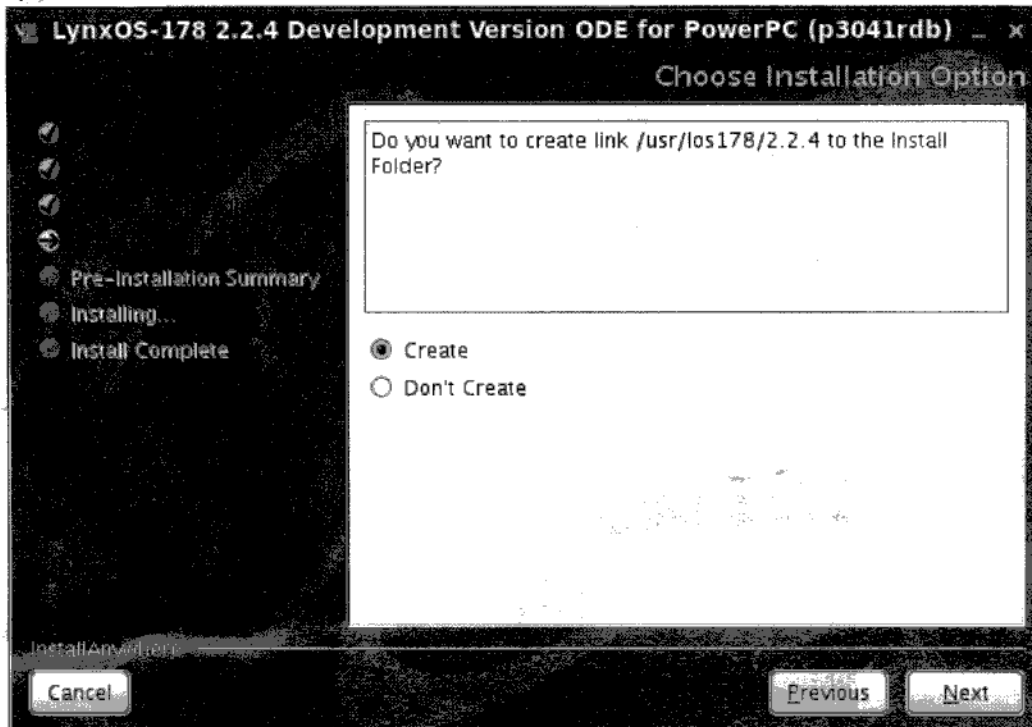 LynxOS-178 2.2.4 Development Version ODE for PowerPC (p3041rdb)
Choose Installation Option
Do you want to create link /usr/los178/2.2.4 to the Install
Folder?
Pre-Installation Summary
Installing...
Install Complete
Create
Don't Create
InstallAnywhere
Cancel
Previous
Next